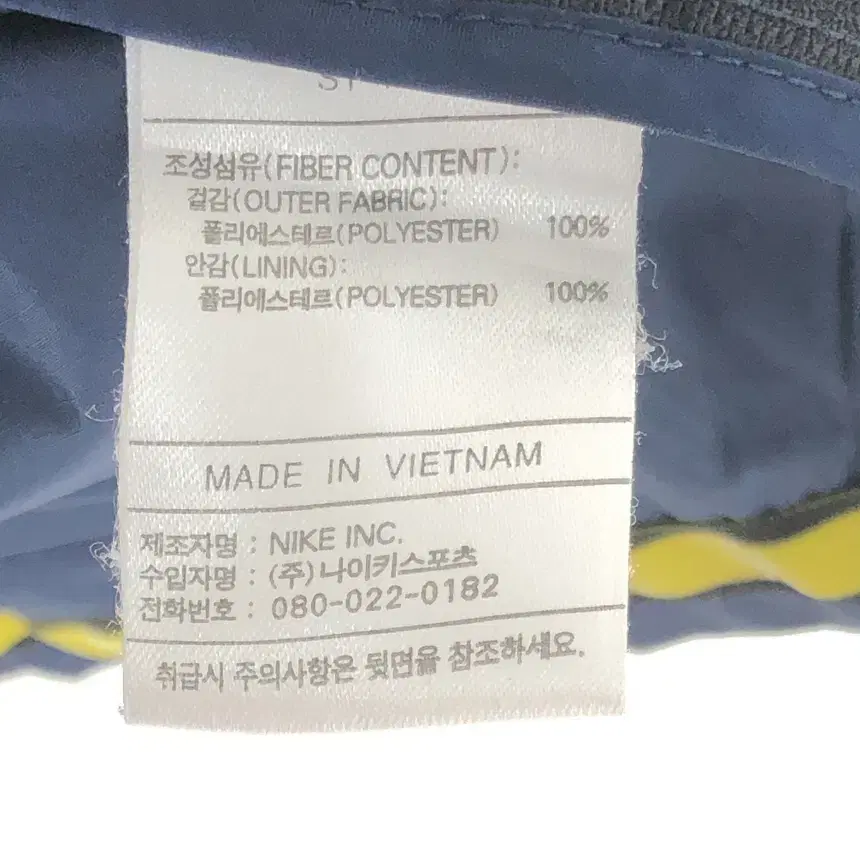 조성섬유(FIBER CONTENT):
겉감(OUTER FABRIC):
폴리에스테르(POLYESTER) 100%
안감(LINING):
폴리에스테르(POLYESTER) 100%
MADE IN VIETNAM
제조자명 : NIKE INC.
수입자명 : (주)나이키스포츠
전화번호 : 080-022-0182
취급시 주의사항은 뒷면을 참조하세요.